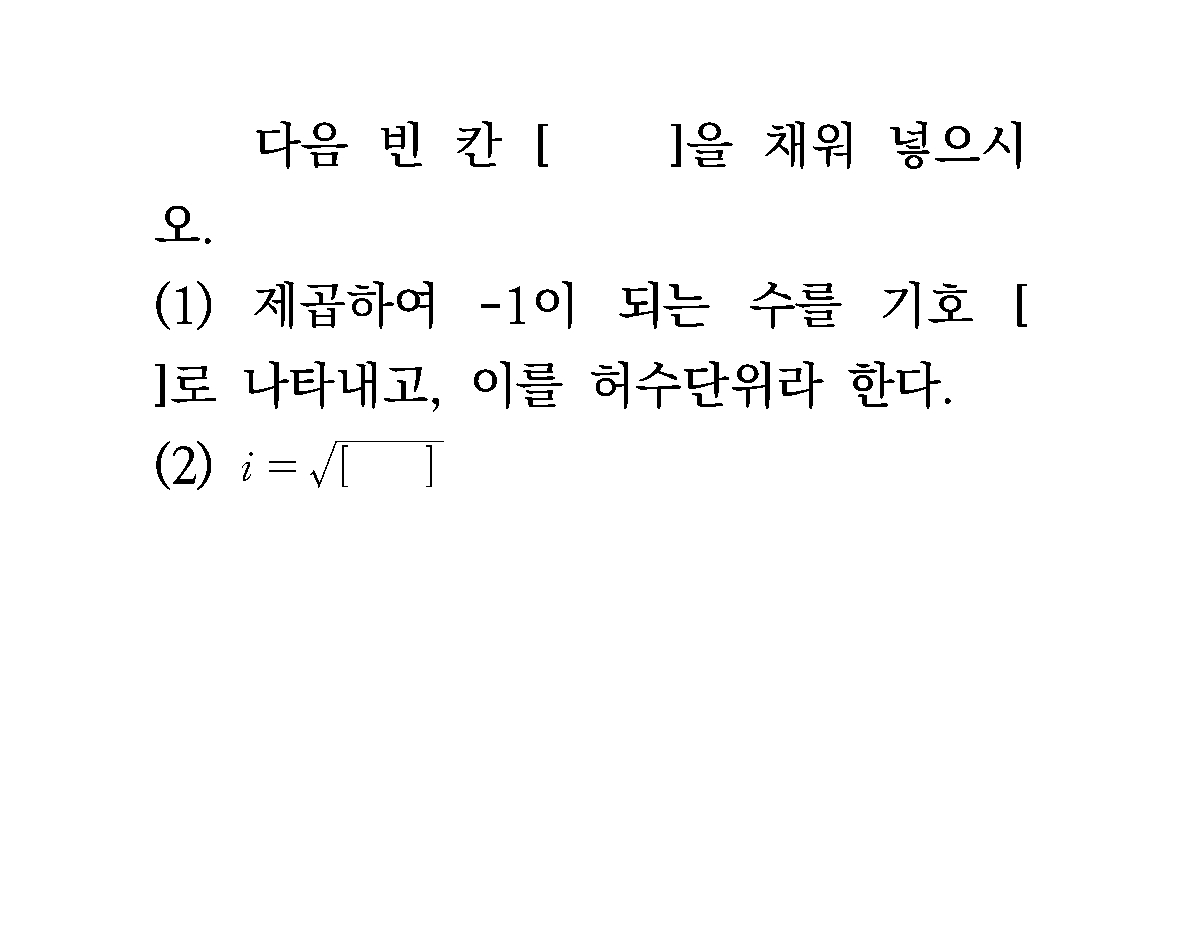 다음 빈 칸 [ ]을 채워 넣으시
오.
(1) 제곱하여 -1이 되는 수를 기호 [
]로 나타내고, 이를 허수단위라 한다.
(2) i = √[ ]